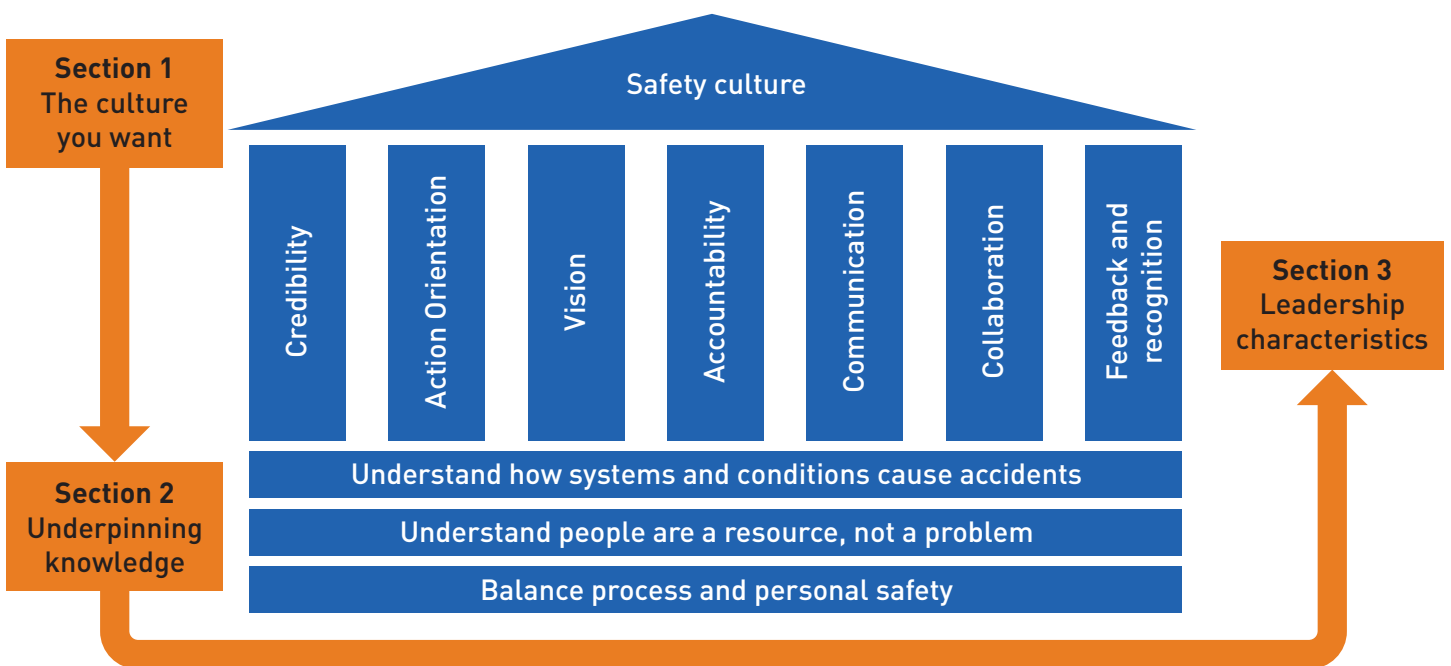 Section 1
The culture
you want
Safety culture
Credibility
Action Orientation
Vision
Accountability
Communication
Collaboration
Feedback and
recognition
Section 3
Leadership
characteristics
Section 2
Underpinning
knowledge
Understand how systems and conditions cause accidents
Understand people are a resource, not a problem
Balance process and personal safety